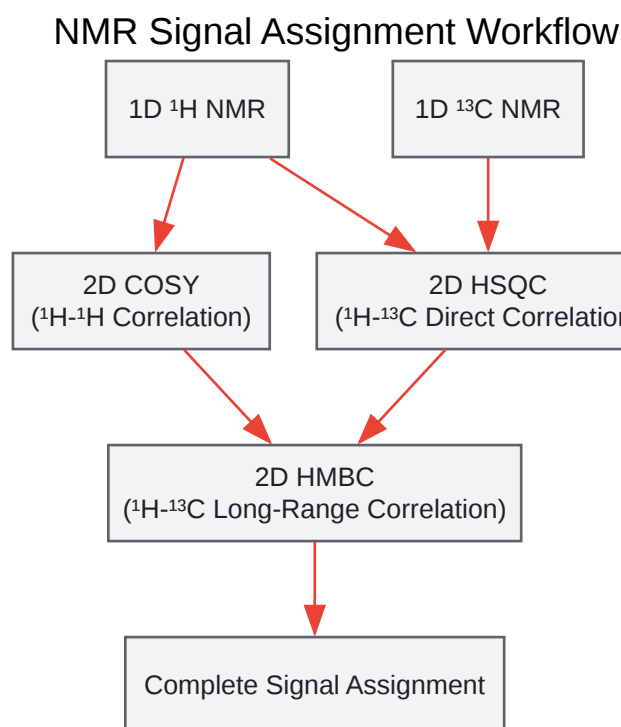 NMR Signal Assignment Workflow
1D ¹H NMR
1D ¹³C NMR
2D COSY
(¹H-¹H Correlation)
2D HSQC
(¹H-¹³C Direct Correlation
2D HMBC
(¹H-¹³C Long-Range Correlation)
Complete Signal Assignment